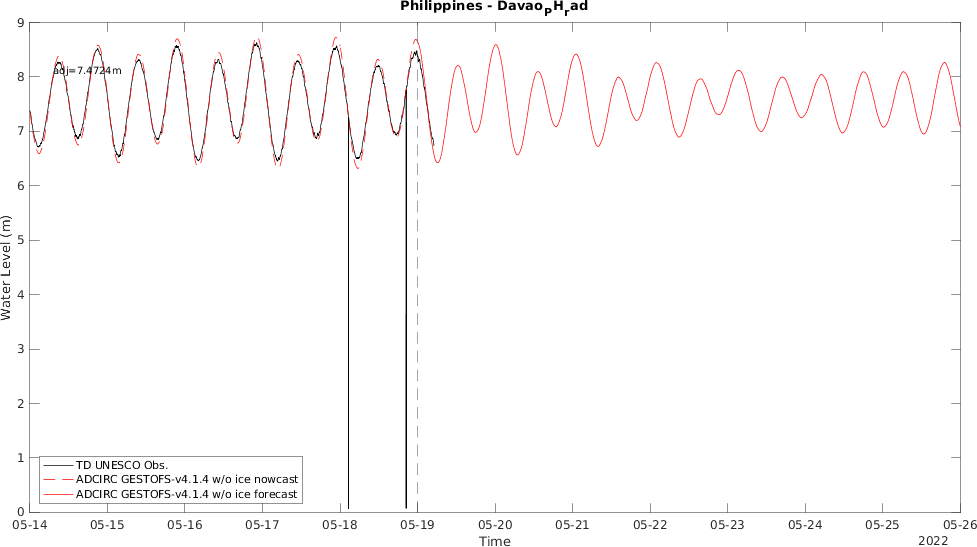 Philippines - DavaoPHrad
9
8
7
6
5
4
3
2
1
0
Water Level (m)
adj=7.4724m
TD UNESCO Obs.
ADCIRC GESTOFS-v4.1.4 w/o ice nowcast
ADCIRC GESTOFS-v4.1.4 w/o ice forecast
05-14 05-15 05-16 05-17 05-18 05-19 05-20 05-21 05-22 05-23 05-24 05-25 05-26
Time
2022